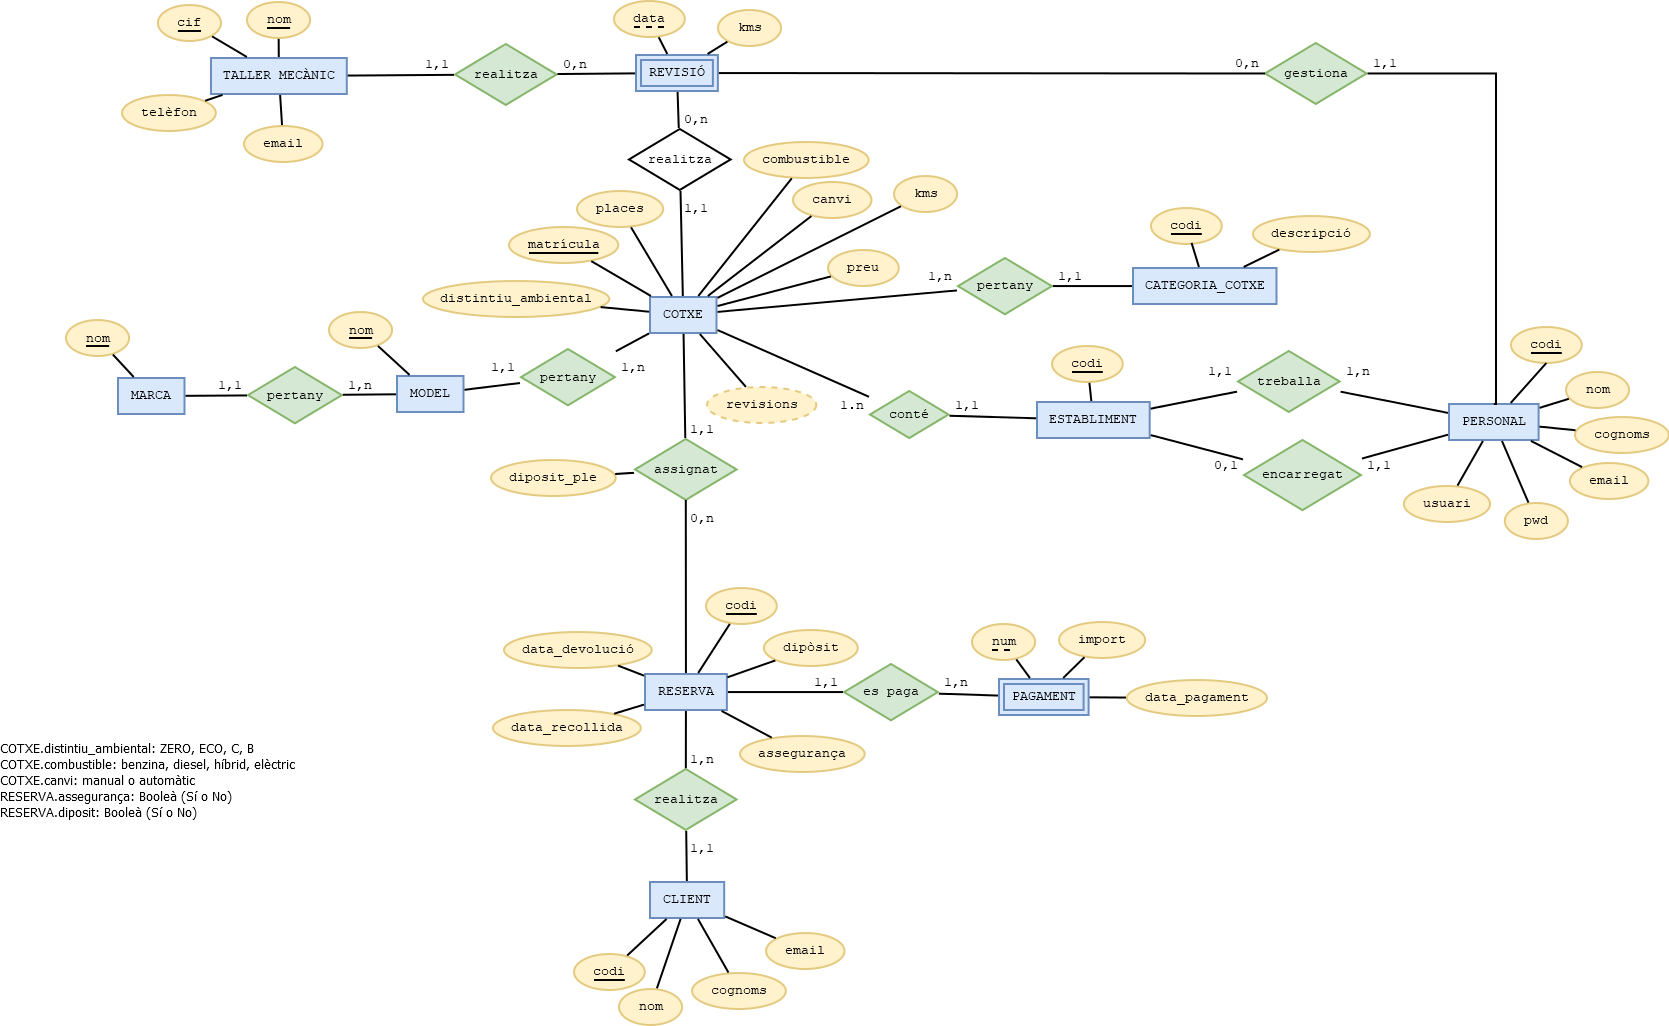 cif
nom
TALLER MECÀNIC
telèfon
email
1,1
realitza
0,n
data
kms
REVISIÓ
0,n
gestiona
1,1
0,n
realitza
1,1
combustible
canvi
kms
places
matrícula
distintiu_ambiental
preu
COTXE
1,n
pertany
1,1
codi
descripció
CATEGORIA_COTXE
nom
MARCA
1,1
pertany
1,n
nom
MODEL
1,1
pertany
1,n
revisions
1.n
conté
1,1
codi
ESTABLIMENT
1,1
treballa
1,n
0,1
encarregat
1,1
codi
nom
PERSONAL
cognoms
email
usuari
pwd
1,1
assignat
diposit_ple
0,n
codi
data_devolució
dipòsit
RESERVA
data_recollida
assegurança
1,1
es paga
1,n
num
import
PAGAMENT
data_pagament
COTXE.distintiu_ambiental: ZERO, ECO, C, B
COTXE.combustible: benzina, diesel, híbrid, elèctric
COTXE.canvi: manual o automàtic
RESERVA.assegurança: Booleà (Sí o No)
RESERVA.diposit: Booleà (Sí o No)
1,n
realitza
1,1
CLIENT
codi
nom
cognoms
email